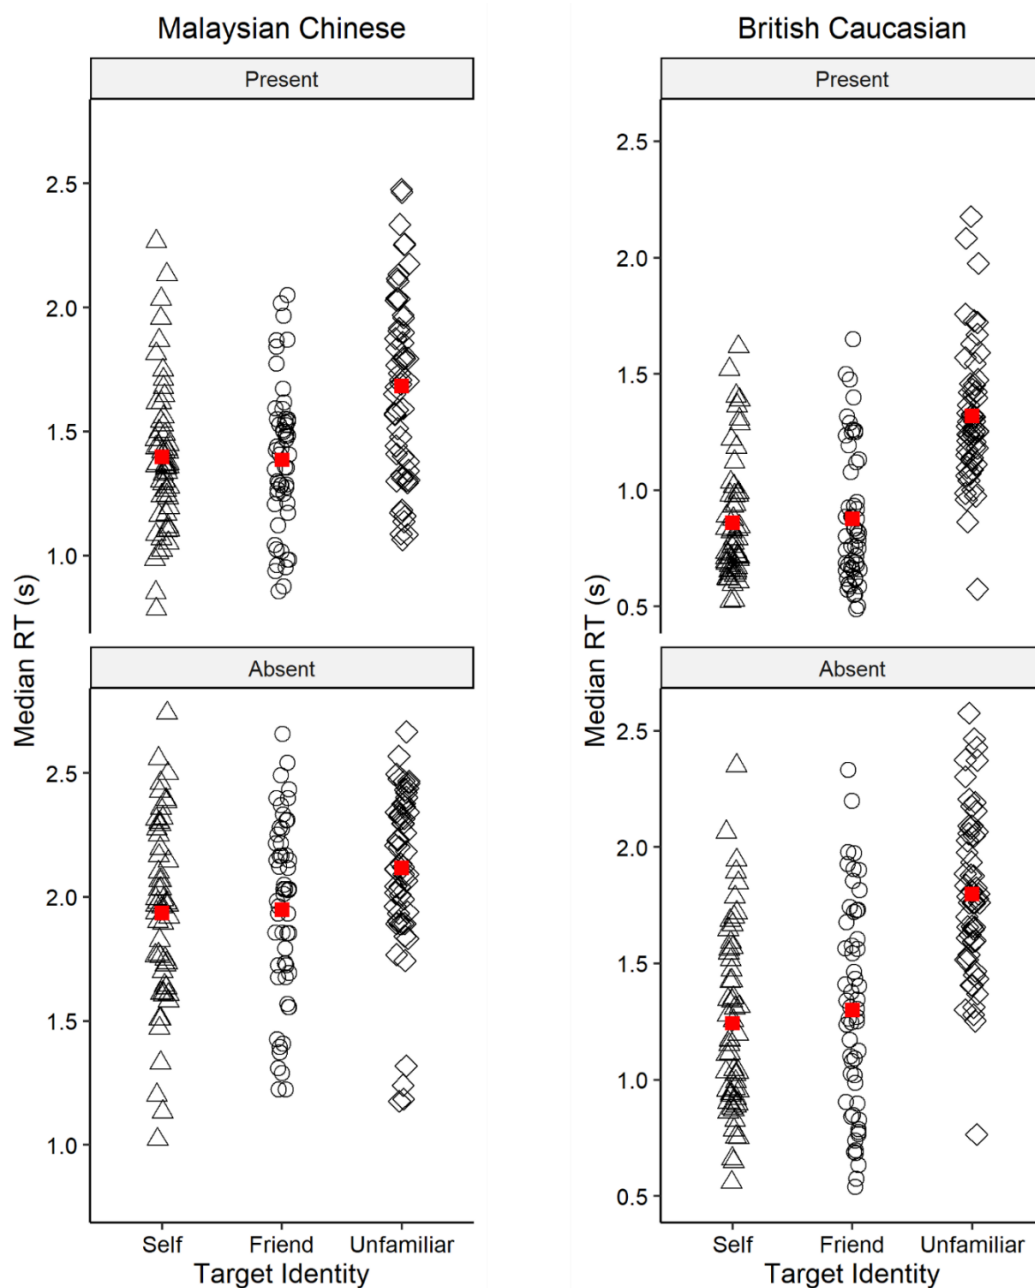 Malaysian Chinese
Present
Median RT (s)
2.5
2.0
1.5
1.0
Absent
2.5
2.0
1.5
1.0
Self Friend Unfamiliar
Target Identity
British Caucasian
Present
Median RT (s)
2.5
2.0
1.5
1.0
0.5
Absent
2.5
2.0
1.5
1.0
0.5
Self Friend Unfamiliar
Target Identity